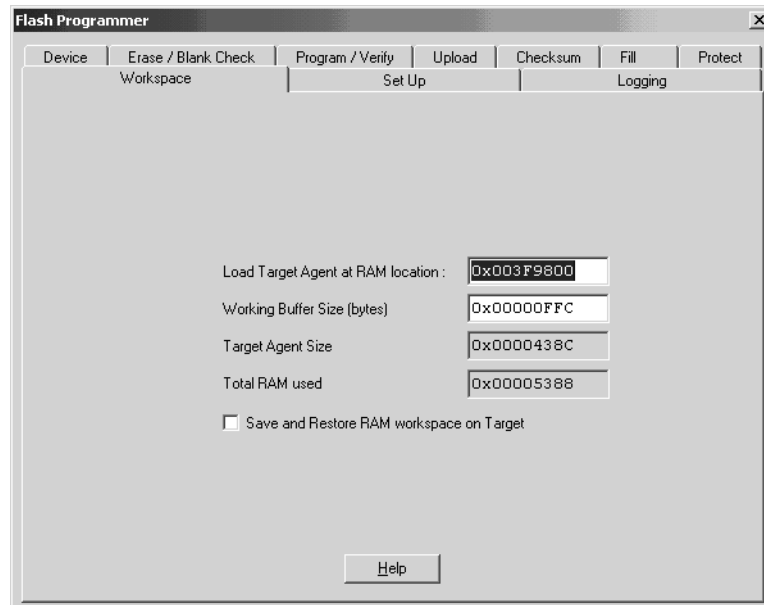 Flash Programmer
Device Erase / Blank Check Program / Verify Upload Checksum Fill Protect
Workspace Set Up Logging
Load Target Agent at RAM location : 0x003F9800
Working Buffer Size (bytes) 0x00000FFC
Target Agent Size 0x0000438C
Total RAM used 0x00005388
Save and Restore RAM workspace on Target
Help